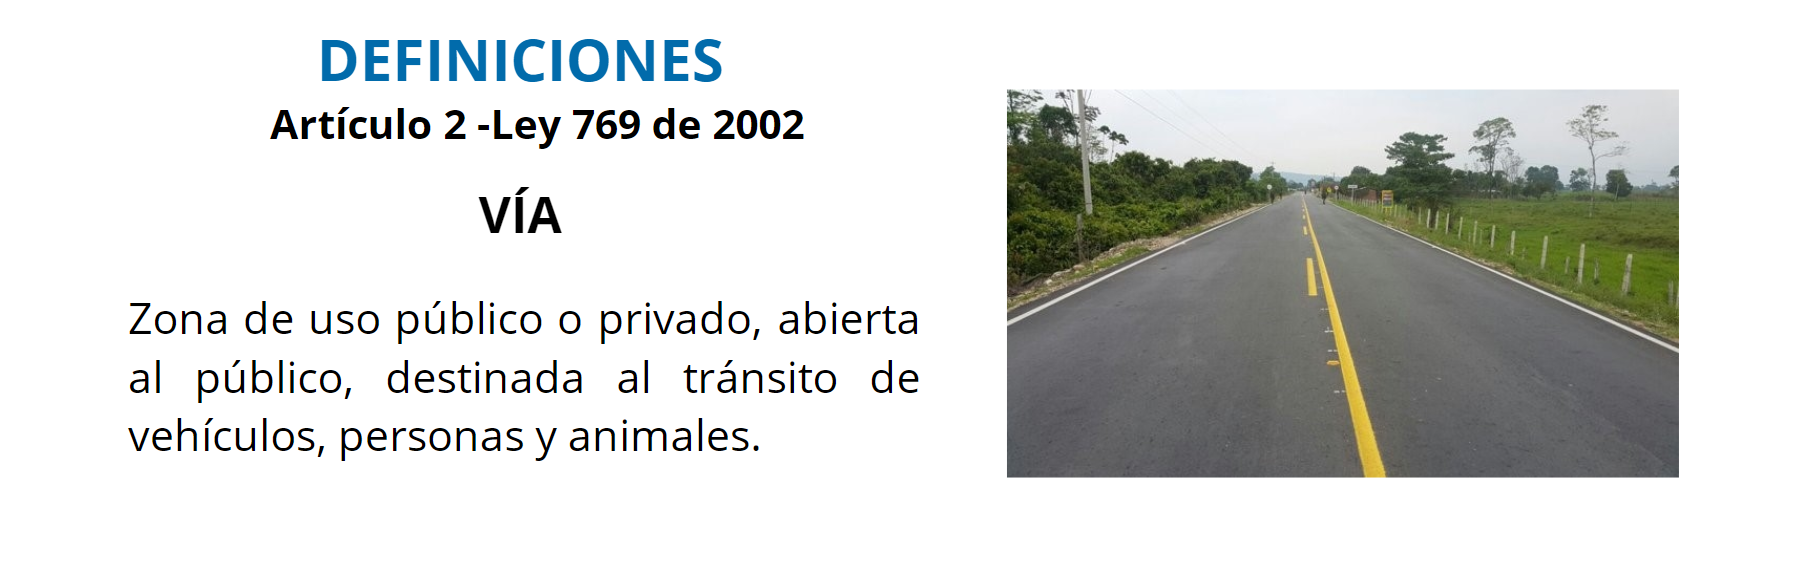 DEFINICIONES
Artículo 2 -Ley 769 de 2002
VÍA
Zona de uso público o privado, abierta
al público, destinada al tránsito de
vehículos, personas y animales.